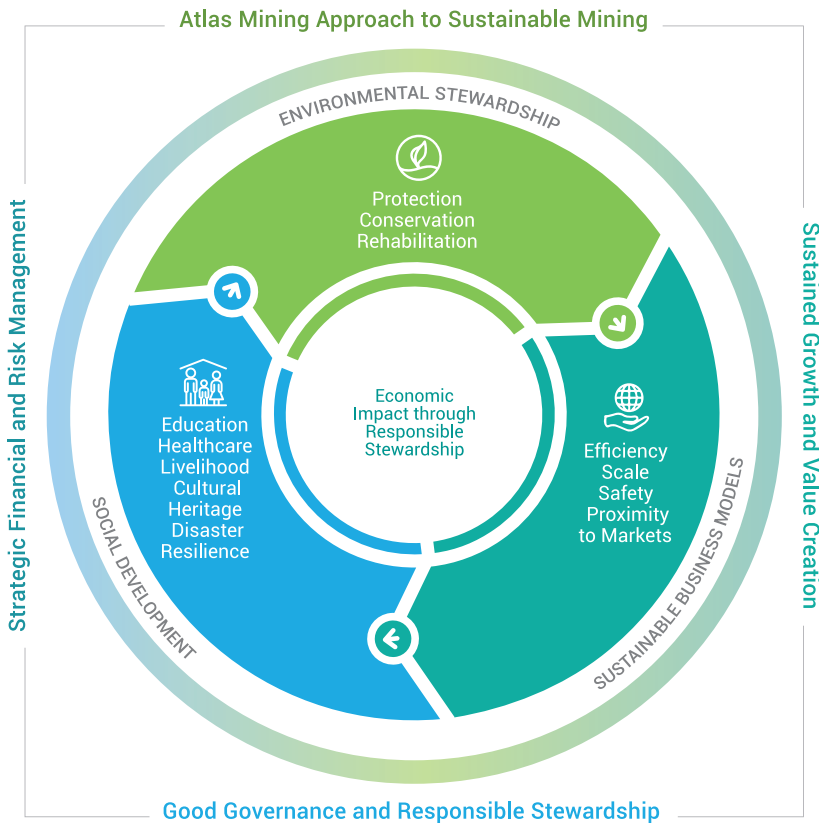 Atlas Mining Approach to Sustainable Mining
ENVIRONMENTAL STEWARDSHIP
Protection
Conservation
Rehabilitation
Strategic Financial and Risk Management
Sustained Growth and Value Creation
Economic
Impact through
Responsible
Stewardship
Education
Healthcare
Livelihood
Cultural
Heritage
Disaster
Resilience
Efficiency
Scale
Safety
Proximity
to Markets
SOCIAL DEVELOPMENT
SUSTAINABLE BUSINESS MODELS
Good Governance and Responsible Stewardship